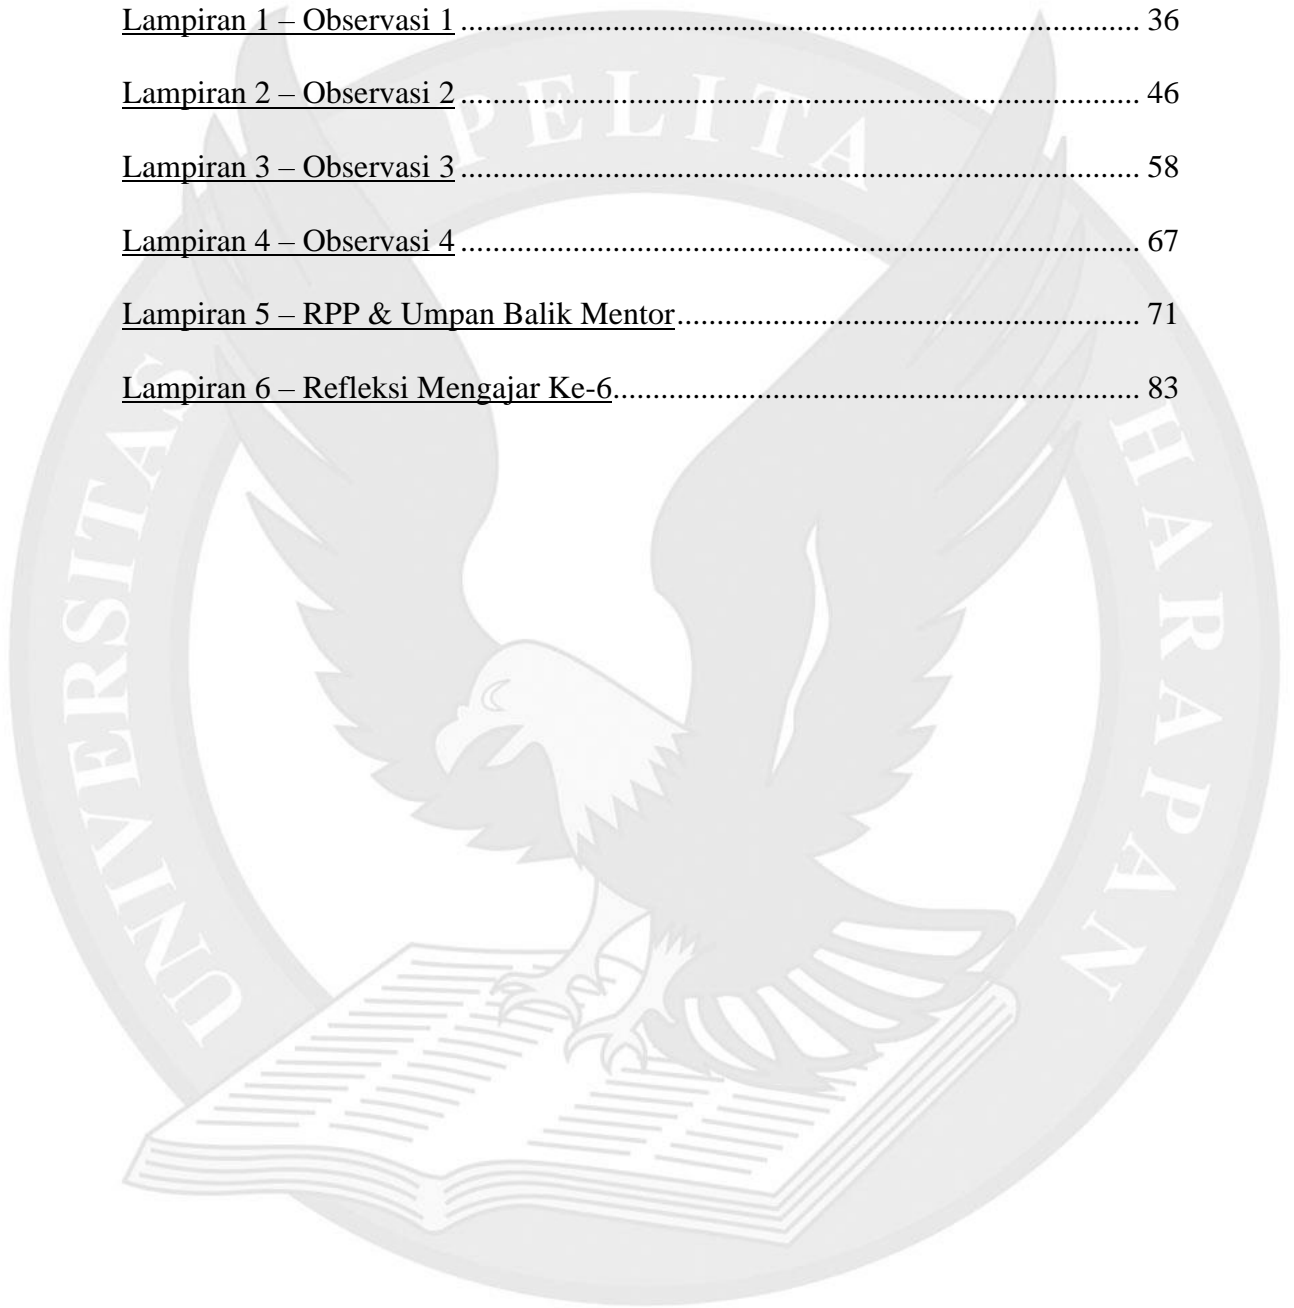 Lampiran 1 – Observasi 1 ........................................................................................ 36
Lampiran 2 – Observasi 2 ........................................................................................ 46
Lampiran 3 – Observasi 3 ........................................................................................ 58
Lampiran 4 – Observasi 4 ........................................................................................ 67
Lampiran 5 – RPP & Umpan Balik Mentor ............................................................ 71
Lampiran 6 – Refleksi Mengajar Ke-6 .................................................................... 83
UNIVERSITAS PELITA HARAPAN